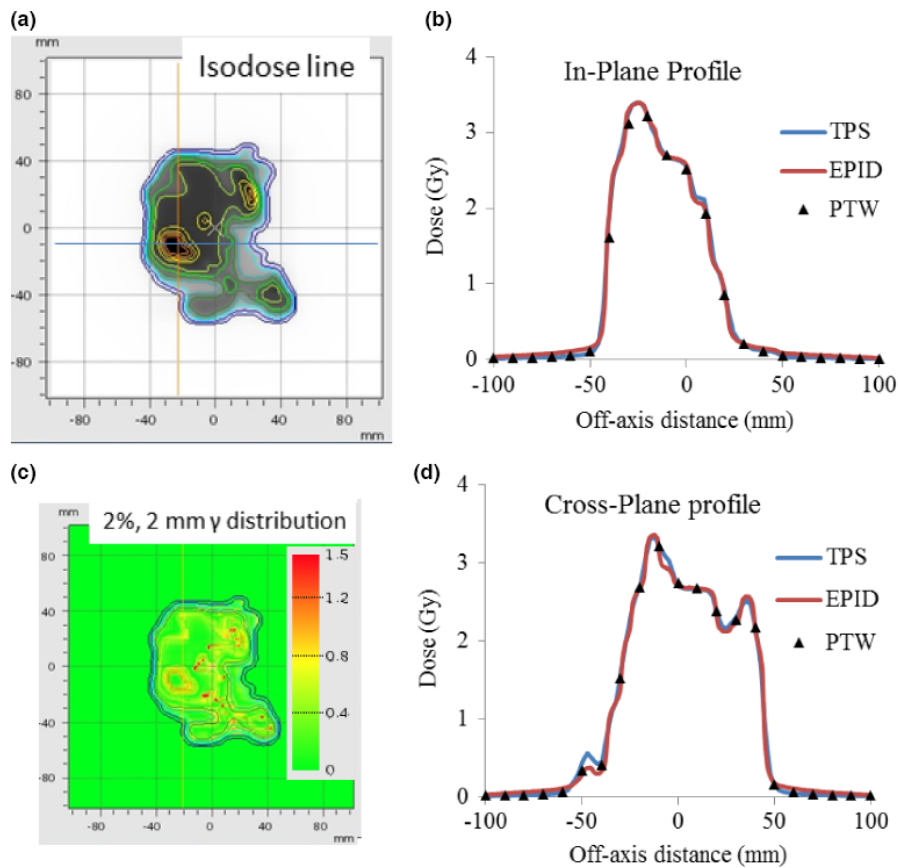 (a)
mm
Isodose line
80
40
0
-40
-80
-80 -40 0 40 80
mm
(b)
In-Plane Profile
Dose (Gy)
4
3
2
1
0
TPS
EPID
PTW
-100 -50 0 50 100
Off-axis distance (mm)
(c)
mm
2%, 2 mm γ distribution
80
40
0
-40
-80
1.5
1.2
0.8
0.4
0
-80 -40 0 40 80
mm
(d)
Cross-Plane profile
Dose (Gy)
4
3
2
1
0
TPS
EPID
PTW
-100 -50 0 50 100
Off-axis distance (mm)